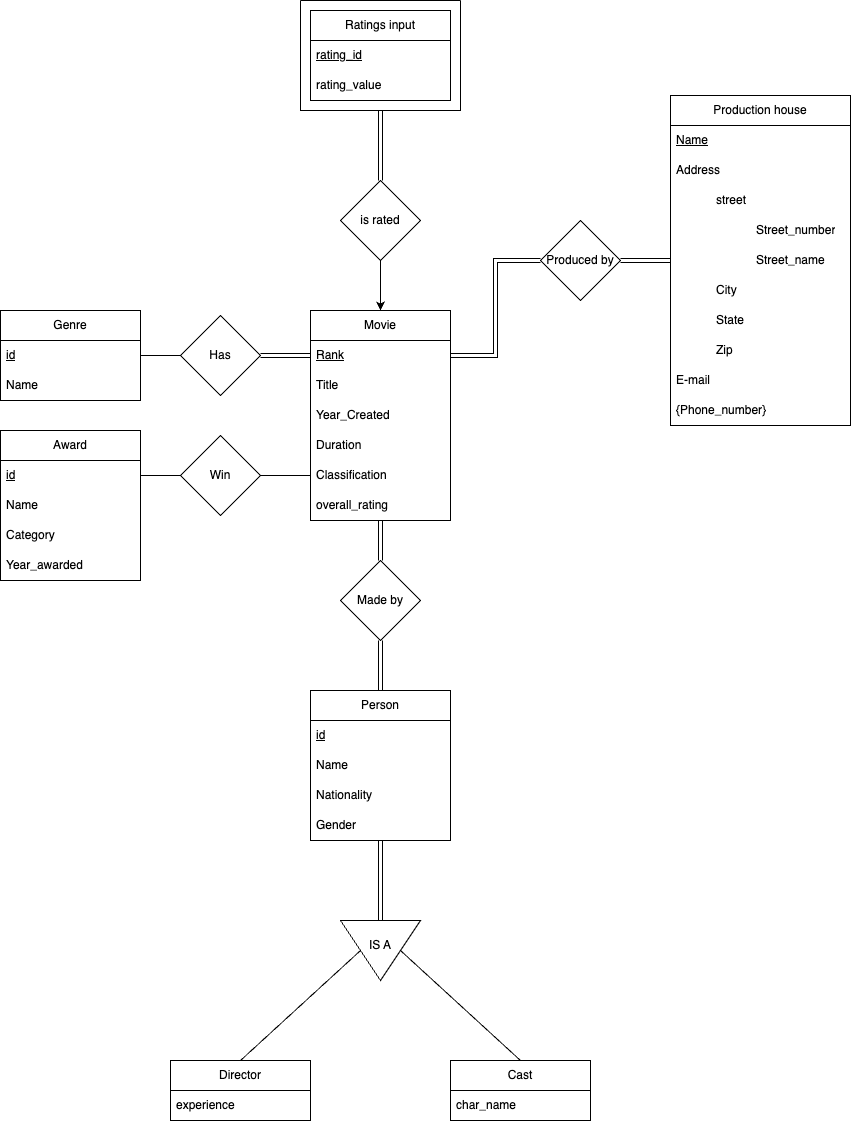 Ratings input
rating_id
rating_value
is rated
Production house
Name
Address
street
Street_number
Street_name
City
State
Zip
E-mail
{Phone_number}
Produced by
Genre
id
Name
Has
Movie
Rank
Title
Year_Created
Duration
Classification
overall_rating
Award
id
Name
Category
Year_awarded
Win
Made by
Person
id
Name
Nationality
Gender
IS A
Director
experience
Cast
char_name